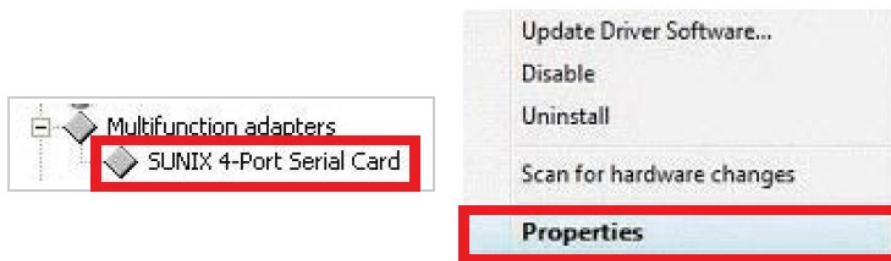 Multifunction adapters
SUNIX 4-Port Serial Card
Update Driver Software...
Disable
Uninstall
Scan for hardware changes
Properties